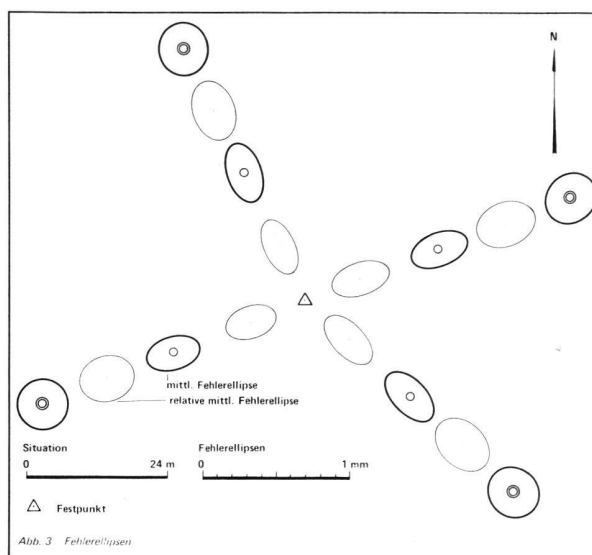 N
mittl. Fehlerellipse
relative mittl. Fehlerellipse
Situation
0 24 m
Fehlerellipsen
0 1 mm
Festpunkt
Abb. 3 Fehlerellipsen